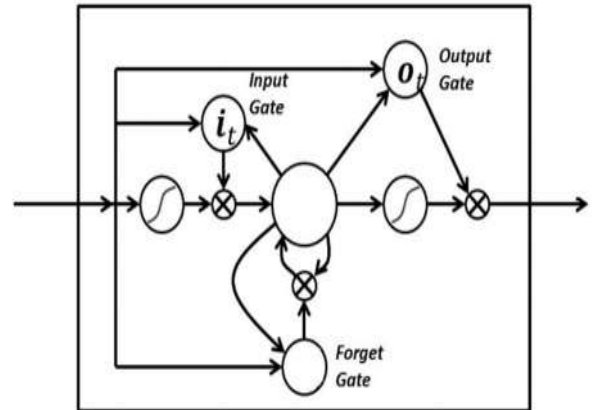 Output
Gate
o_t
Input
Gate
i_t
Forget
Gate